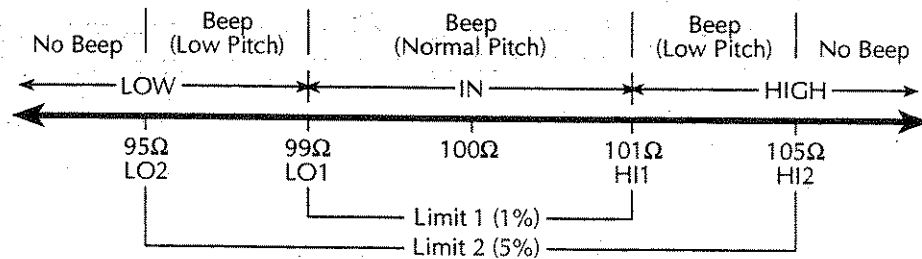 Beep Beep Beep
No Beep (Low Pitch) (Normal Pitch) (Low Pitch) No Beep
LOW IN HIGH
95Ω 99Ω 100Ω 101Ω 105Ω
LO2 LO1 HI1 HI2
Limit 1 (1%)
Limit 2 (5%)